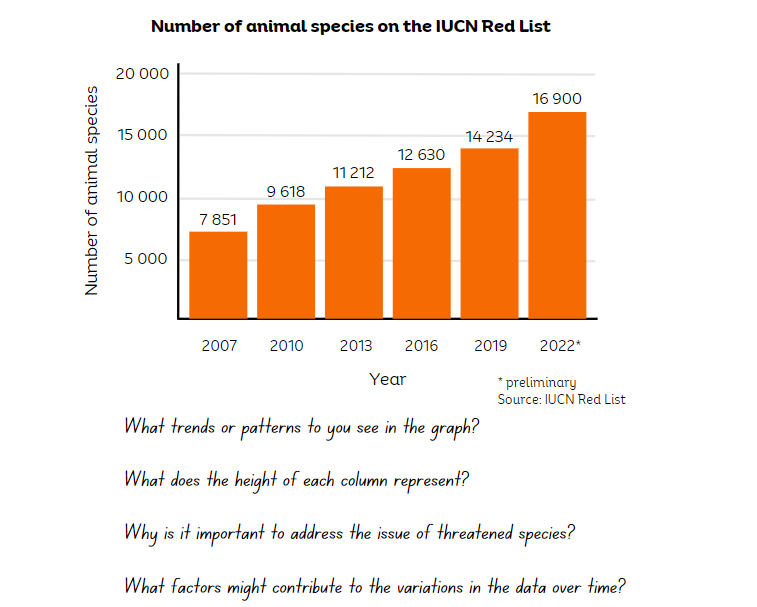 Number of animal species on the IUCN Red List
Number of animal species
20 000
15 000
10 000
5 000
7 851
9 618
11 212
12 630
14 234
16 900
2007
2010
2013
2016
2019
2022*
Year
* preliminary
Source: IUCN Red List
What trends or patterns to you see in the graph?
What does the height of each column represent?
Why is it important to address the issue of threatened species?
What factors might contribute to the variations in the data over time?